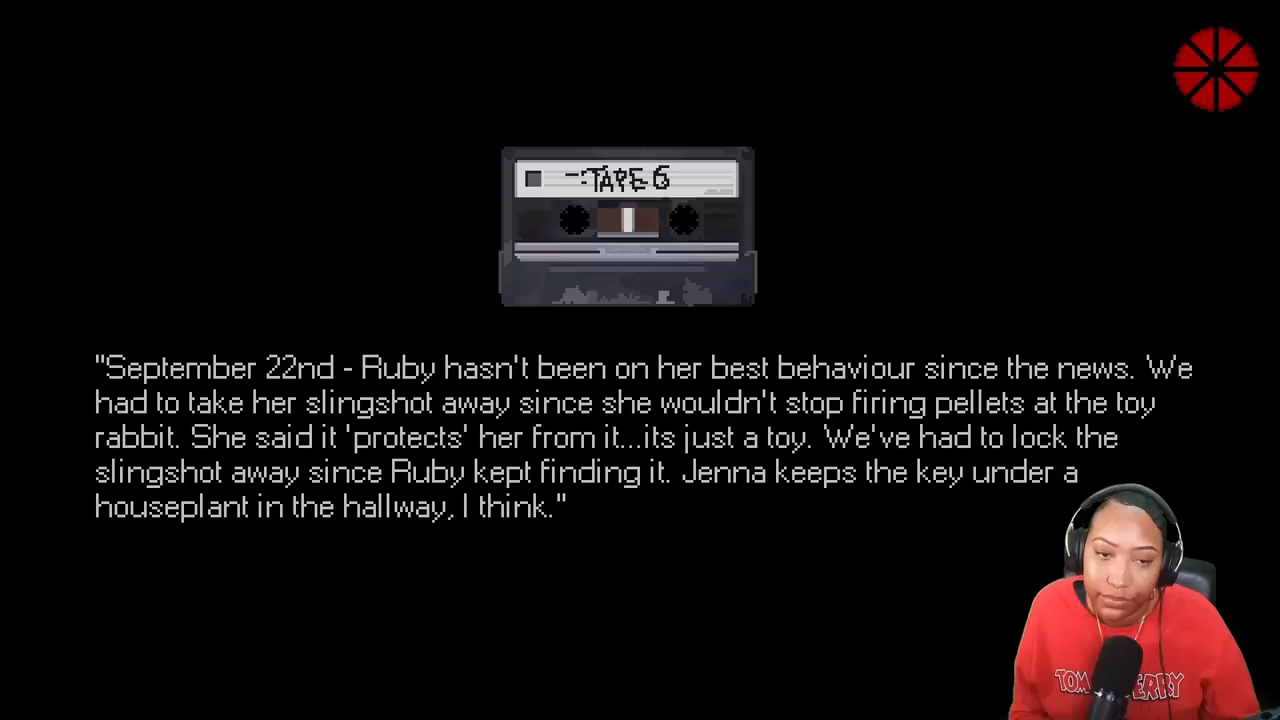 -:TAPE 6
"September 22nd - Ruby hasn't been on her best behaviour since the news. We
had to take her slingshot away since she wouldn't stop firing pellets at the toy
rabbit. She said it 'protects' her from it...its just a toy. We've had to lock the
slingshot away since Ruby kept finding it. Jenna keeps the key under a
houseplant in the hallway, I think."
TOM ERRY